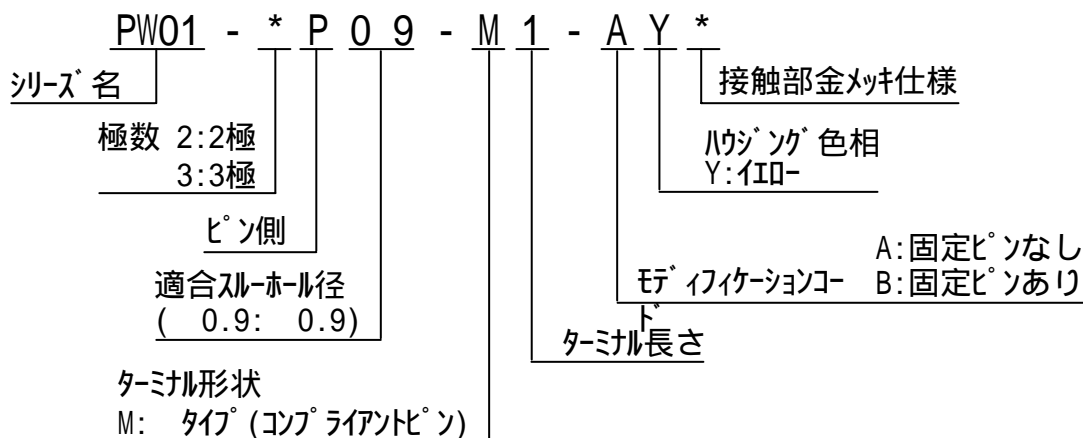 PW01 - * P 0 9 - M 1 - A Y *
シリーズ名
接触部金メッキ仕様
極数 2:2極
3:3極
ハウジング色相
Y:イエロー
ピン側
A:固定ピンなし
モディフィケーションコード
B:固定ピンあり
適合スルーホール径
( 0.9: 0.9)
ターミナル長さ
ターミナル形状
M: タイプ(コンプライアントピン)